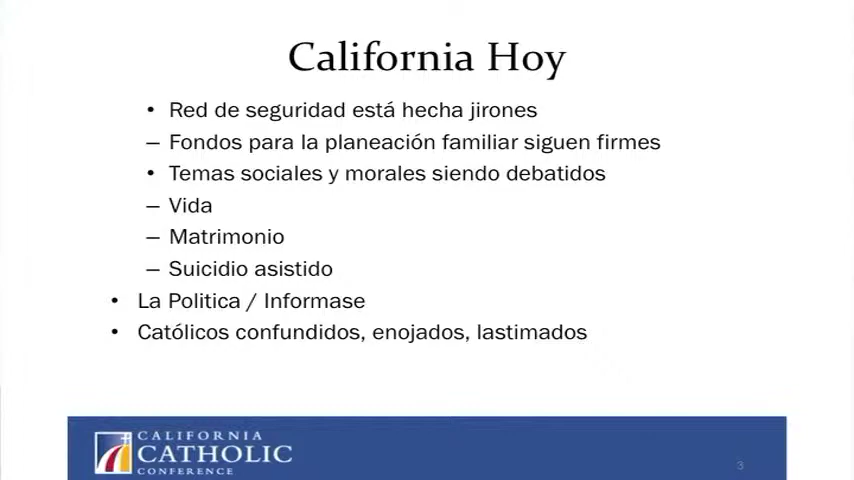 California Hoy
• Red de seguridad está hecha jirones
– Fondos para la planeación familiar siguen firmes
• Temas sociales y morales siendo debatidos
– Vida
– Matrimonio
– Suicidio asistido
• La Politica / Informase
• Católicos confundidos, enojados, lastimados
CALIFORNIA
CATHOLIC
CONFERENCE
3